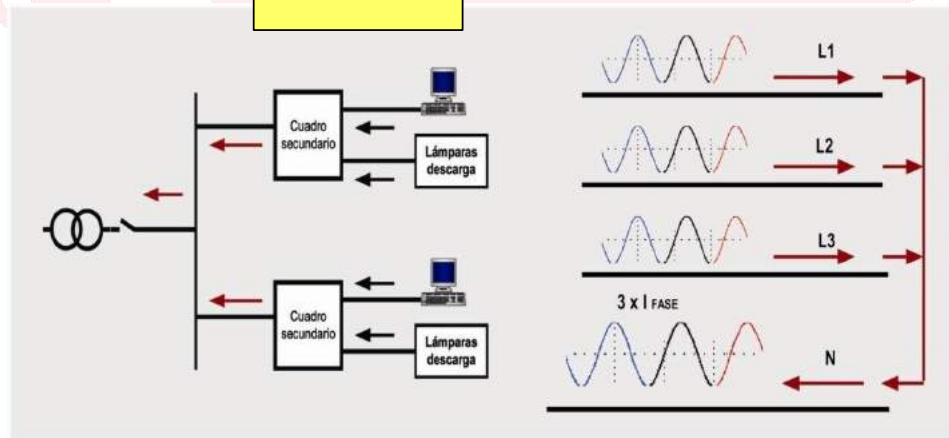 Cuadro
secundario
Lámparas
descarga
Cuadro
secundario
Lámparas
descarga
L1
L2
L3
3 x I FASE
N